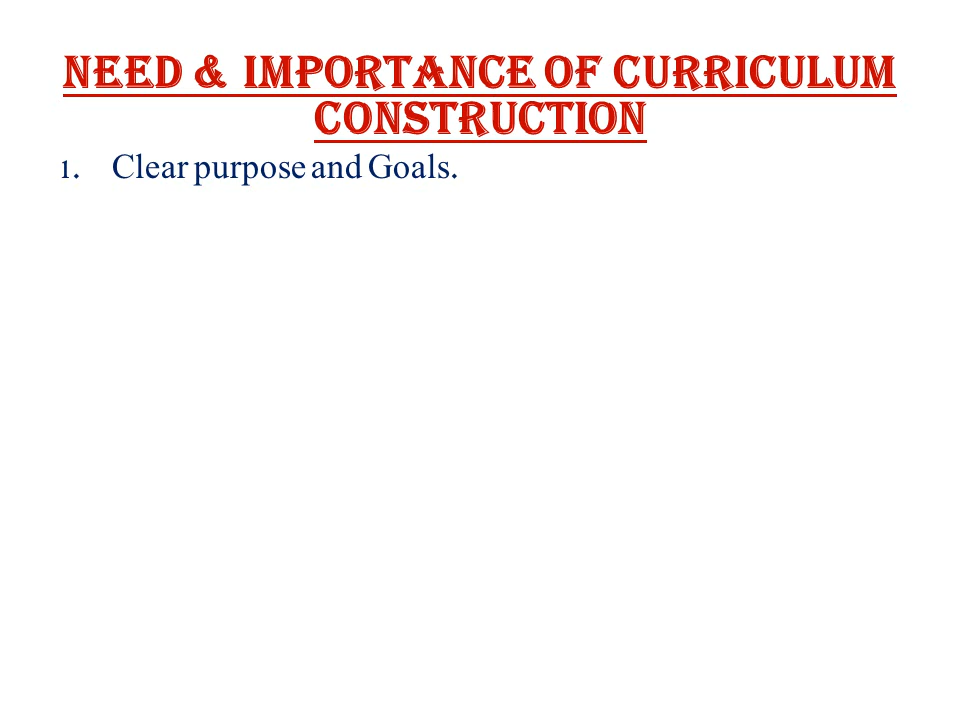 NEED & IMPORTANCE OF CURRICULUM
CONSTRUCTION
1. Clear purpose and Goals.